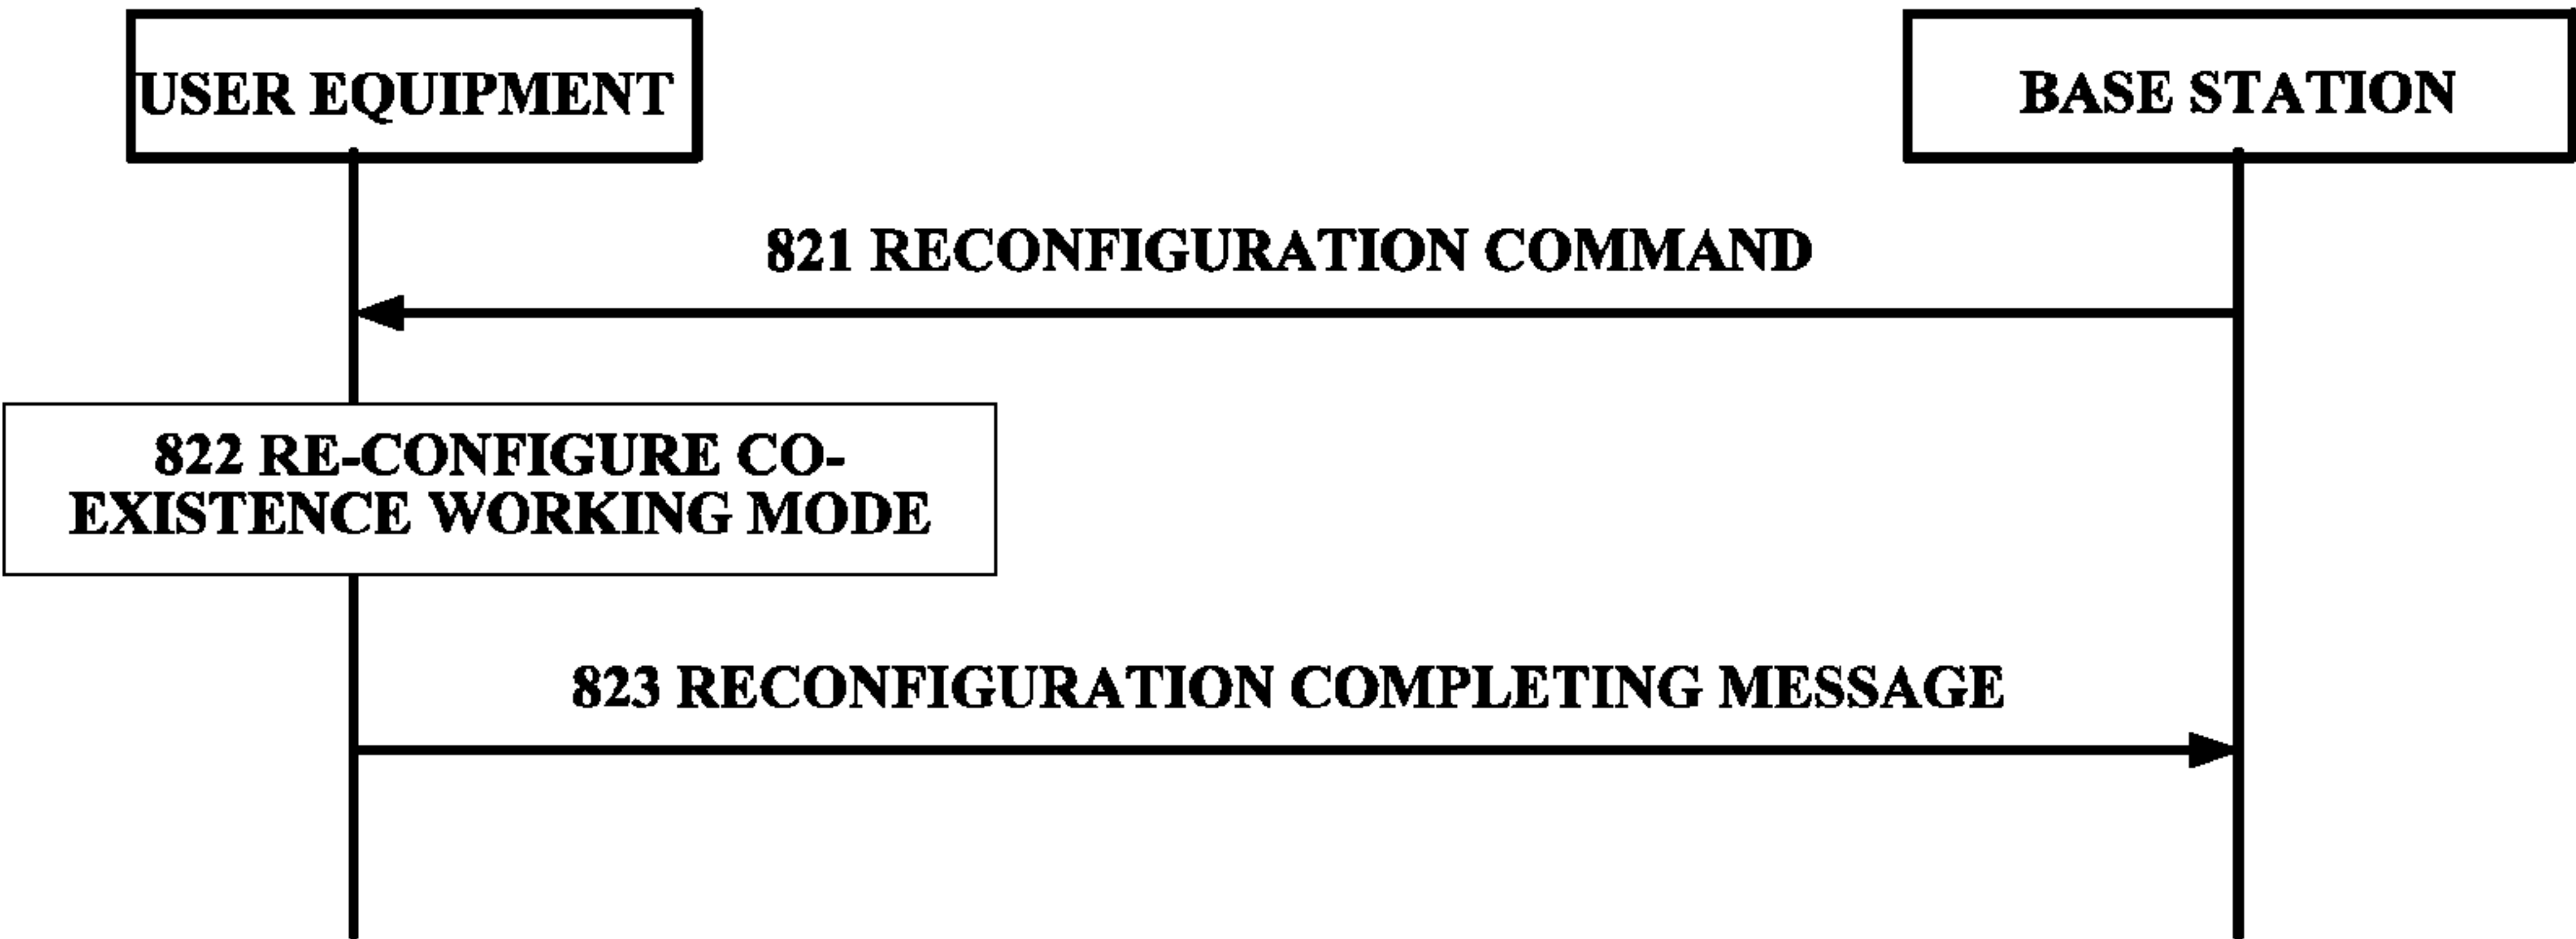 USER EQUIPMENT
BASE STATION
821 RECONFIGURATION COMMAND
822 RE-CONFIGURE CO-
EXISTENCE WORKING MODE
823 RECONFIGURATION COMPLETING MESSAGE